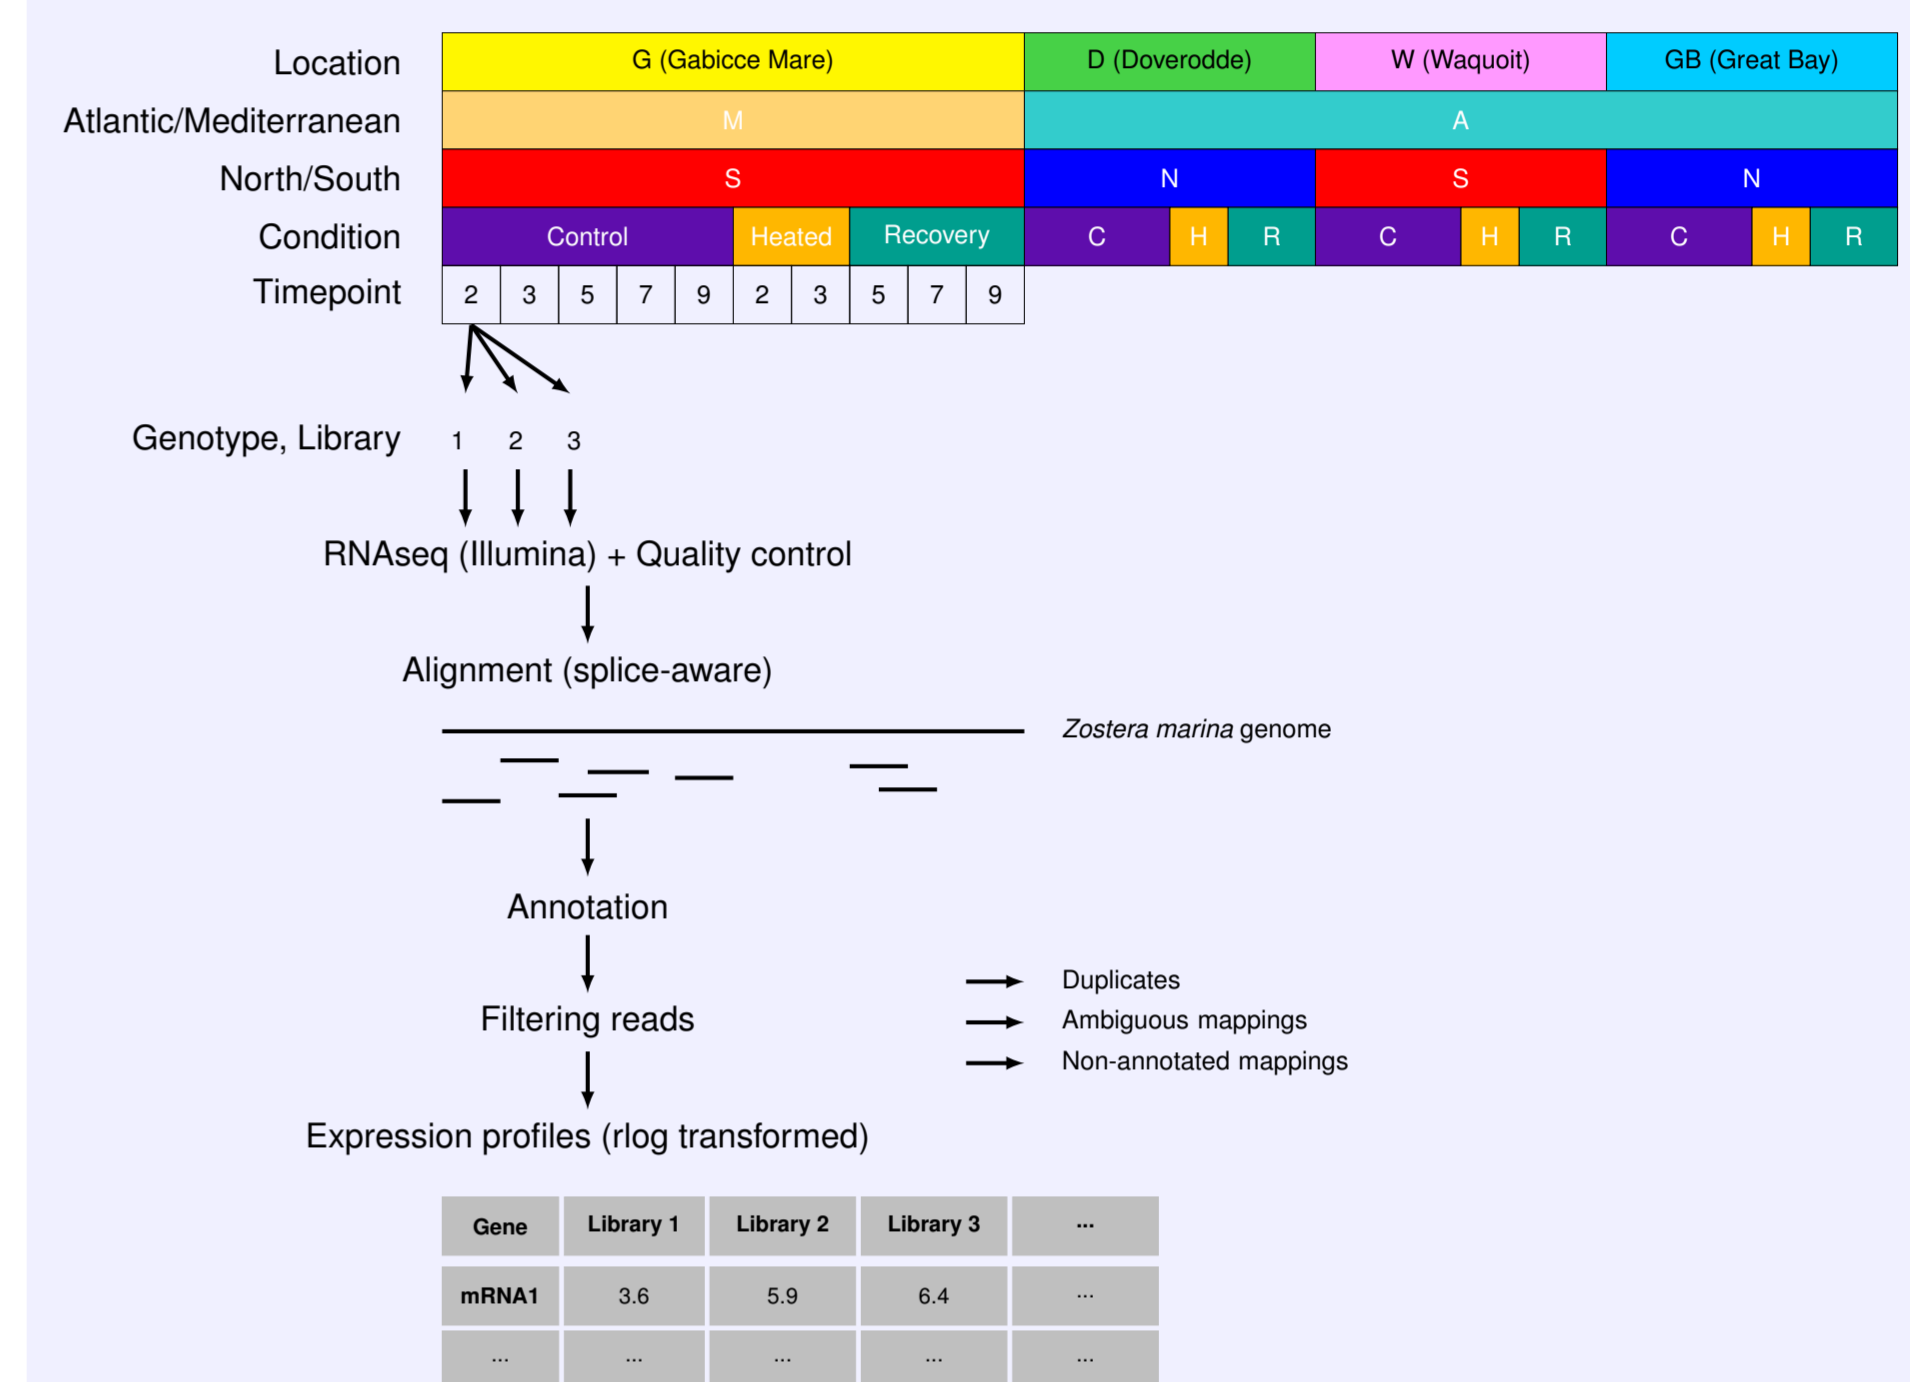 Location G (Gabicce Mare) D (Doverodde) W (Waquoit) GB (Great Bay)
Atlantic/Mediterranean M A
North/South S N S N
Condition Control Heated Recovery C H R C H R C H R
Timepoint 2 3 5 7 9 2 3 5 7 9
Genotype, Library 1 2 3
RNAseq (Illumina) + Quality control
Alignment (splice-aware)
Zostera marina genome
Annotation
Duplicates
Filtering reads Ambiguous mappings
Non-annotated mappings
Expression profiles (rlog transformed)
Gene Library 1 Library 2 Library 3 ...
mRNA1 3.6 5.9 6.4 ...
... ... ... ... ...